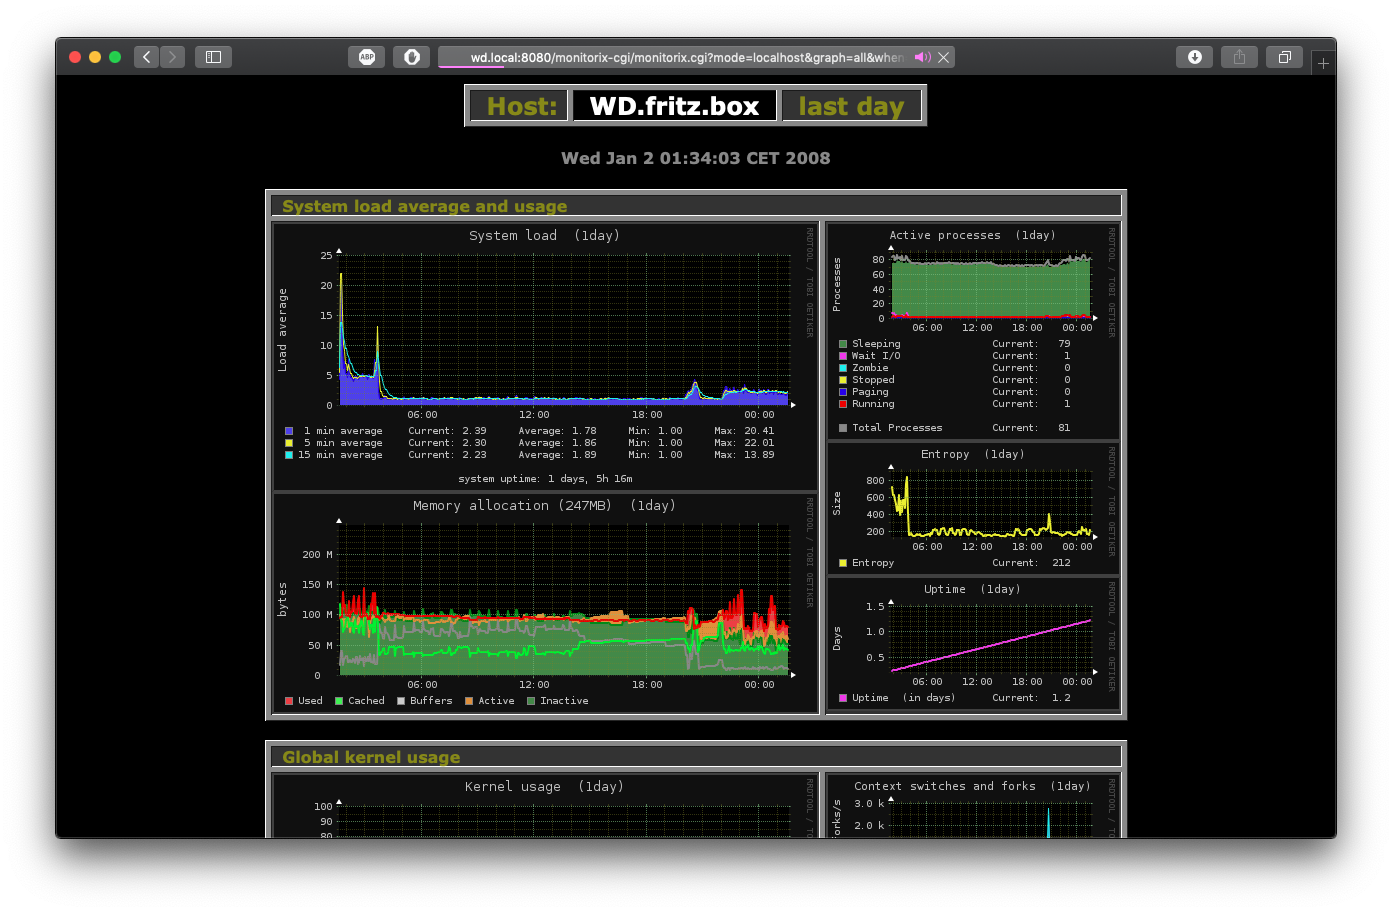 ABP
wd.local:8080/monitorix-cgi/monitorix.cgi?mode=localhost&graph=all&when
Host: WD.fritz.box last day
Wed Jan 2 01:34:03 CET 2008
System load average and usage
System load (1day)
RRDTOOL / TOBI OETIKER
Load average
25
20
15
10
5
0
06:00 12:00 18:00 00:00
1 min average Current: 2.39 Average: 1.78 Min: 1.00 Max: 20.41
5 min average Current: 2.30 Average: 1.86 Min: 1.00 Max: 22.01
15 min average Current: 2.23 Average: 1.89 Min: 1.00 Max: 13.89
system uptime: 1 days, 5h 16m
Memory allocation (247MB) (1day)
RRDTOOL / TOBI OETIKER
bytes
200 M
150 M
100 M
50 M
0
06:00 12:00 18:00 00:00
Used Cached Buffers Active Inactive
Active processes (1day)
RRDTOOL / TOBI OETIKER
Processes
80
60
40
20
0
06:00 12:00 18:00 00:00
Sleeping Current: 79
Wait I/O Current: 1
Zombie Current: 0
Stopped Current: 0
Paging Current: 0
Running Current: 1
Total Processes Current: 81
Entropy (1day)
RRDTOOL / TOBI OETIKER
Size
800
600
400
200
06:00 12:00 18:00 00:00
Entropy Current: 212
Uptime (1day)
RRDTOOL / TOBI OETIKER
Days
1.5
1.0
0.5
06:00 12:00 18:00 00:00
Uptime (in days) Current: 1.2
Global kernel usage
Kernel usage (1day)
RRDTOOL / TO
100
90
80
Context switches and forks (1day)
RRDTOOL / TO
orks/s
3.0 k
2.0 k